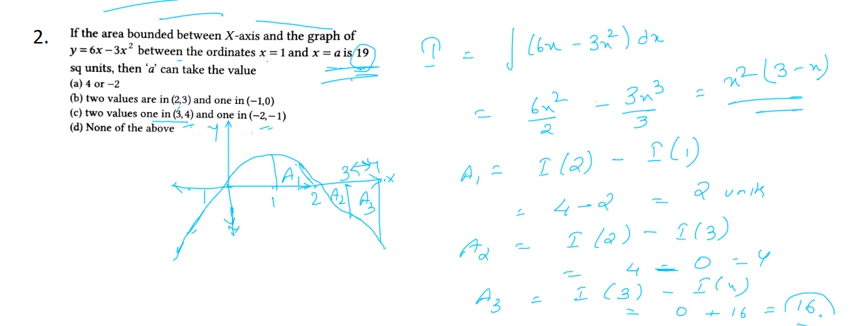 2. If the area bounded between X-axis and the graph of
y = 6x – 3x² between the ordinates x = 1 and x = a is 19
sq units, then 'a' can take the value
(a) 4 or –2
(b) two values are in (2,3) and one in (–1,0)
(c) two values one in (3,4) and one in (–2,–1)
(d) None of the above
y
A₁
3
4
x
1
2
A₂
A₃
I = ∫ (6x - 3x²) dx
= 6x²/2 - 3x³/3 = x²(3-x)
A₁ = I(2) - I(1)
= 4-2 = 2 units
A₂ = I(2) - I(3)
= 4 - 0 = 4
A₃ = I(3) - I(4)
= 0 + 16 = 16.